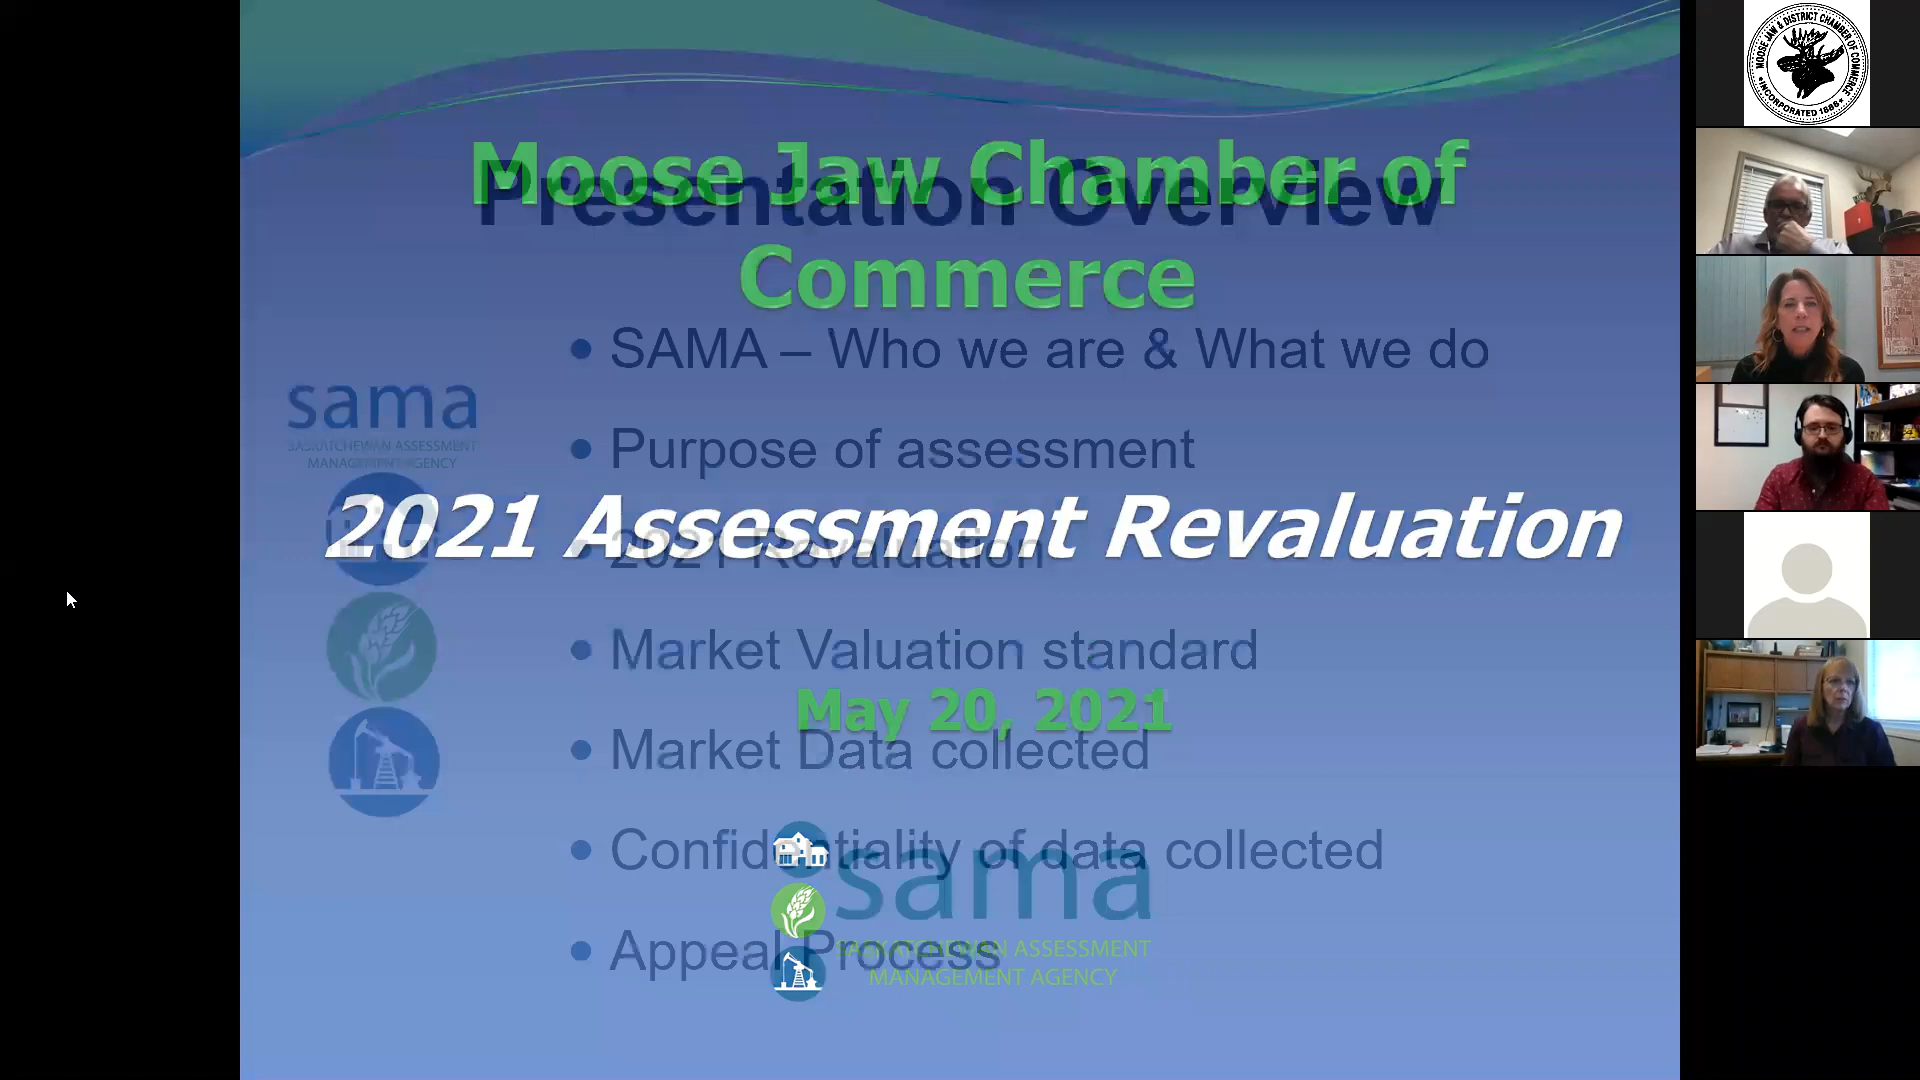 Moose Jaw Chamber of
Commerce
2021 Assessment Revaluation
May 20, 2021
sama
SASKATCHEWAN ASSESSMENT
MANAGEMENT AGENCY
Presentation Overview
• SAMA – Who we are & What we do
• Purpose of assessment
• 2021 Revaluation
• Market Valuation standard
• Market Data collected
• Confidentiality of data collected
• Appeal Process
sama
SASKATCHEWAN ASSESSMENT
MANAGEMENT AGENCY
MOOSE JAW & DISTRICT CHAMBER OF COMMERCE
• INCORPORATED 1888 •